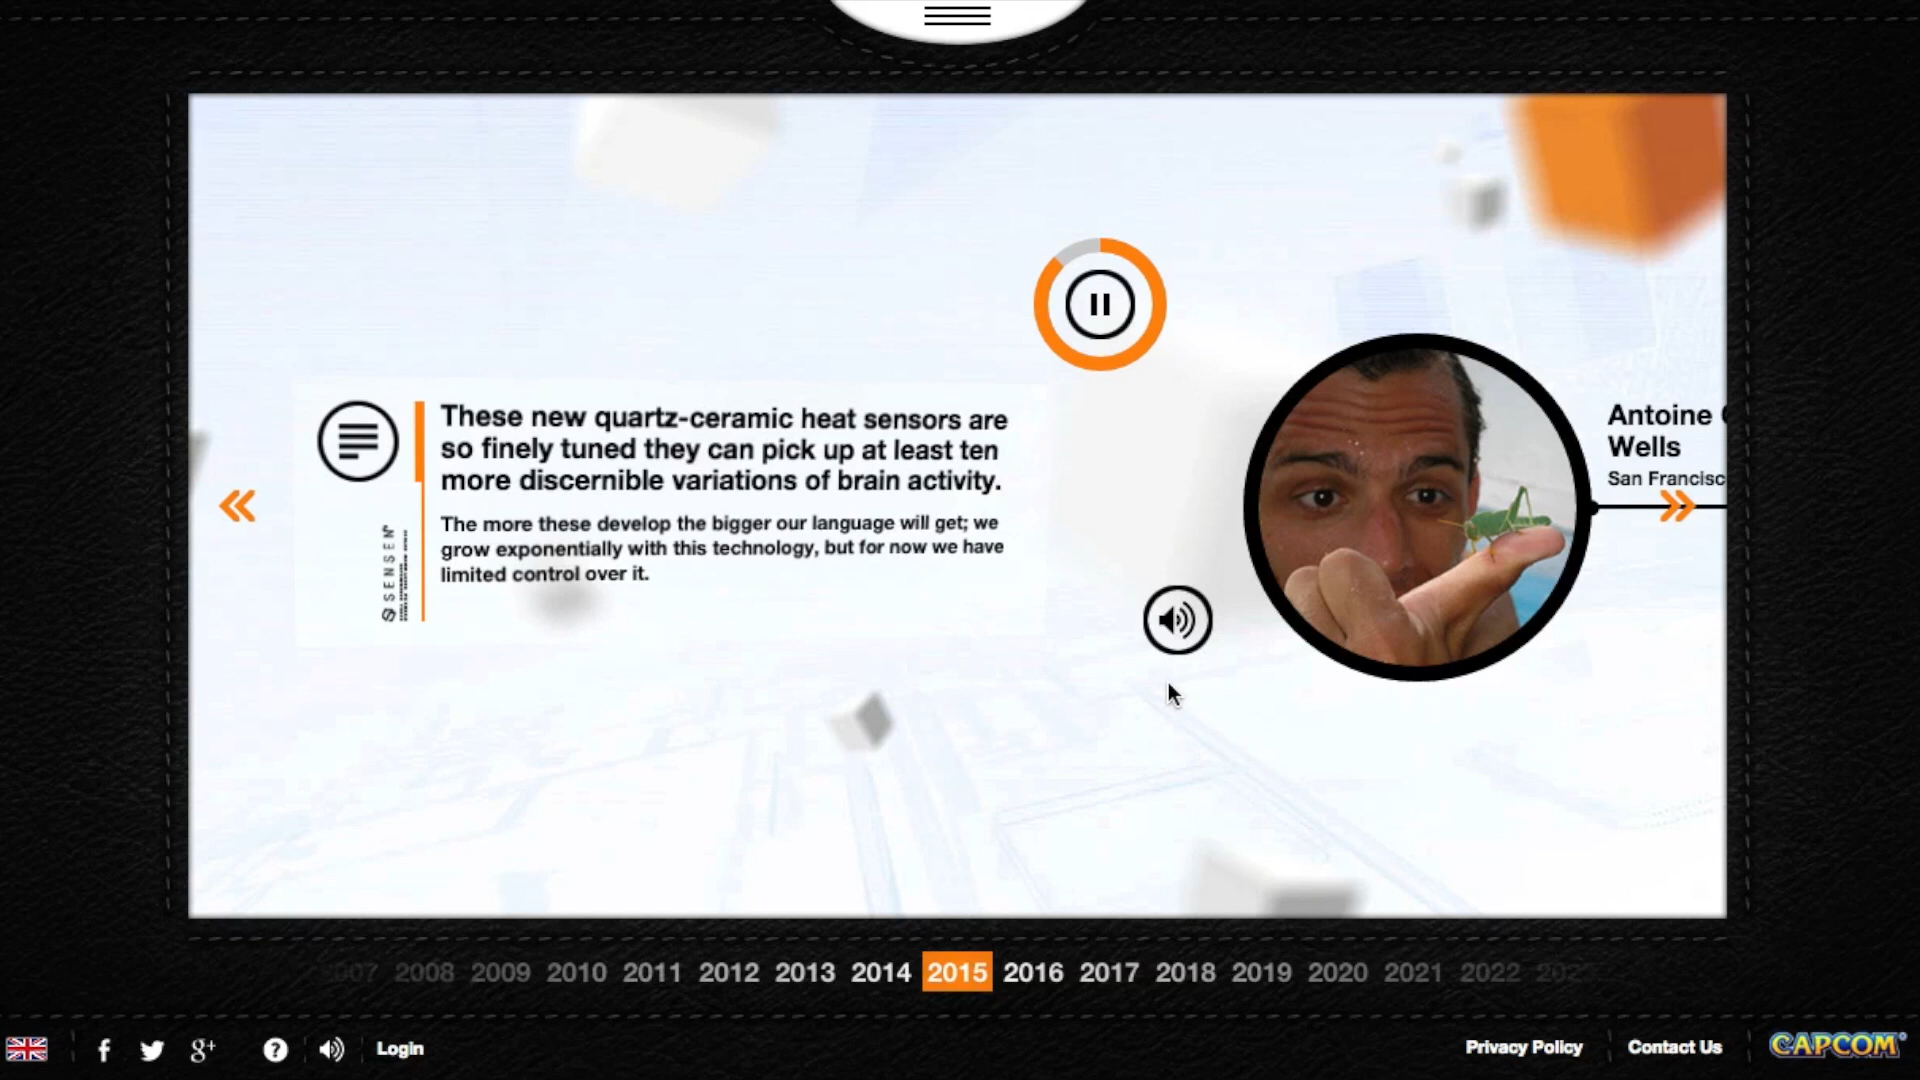 These new quartz-ceramic heat sensors are
so finely tuned they can pick up at least ten
more discernible variations of brain activity.
The more these develop the bigger our language will get; we
grow exponentially with this technology, but for now we have
limited control over it.
SENSEN
Antoine
Wells
San Francisc
2008 2009 2010 2011 2012 2013 2014 2015 2016 2017 2018 2019 2020 2021 2022
f g+ ? Login Privacy Policy Contact Us CAPCOM